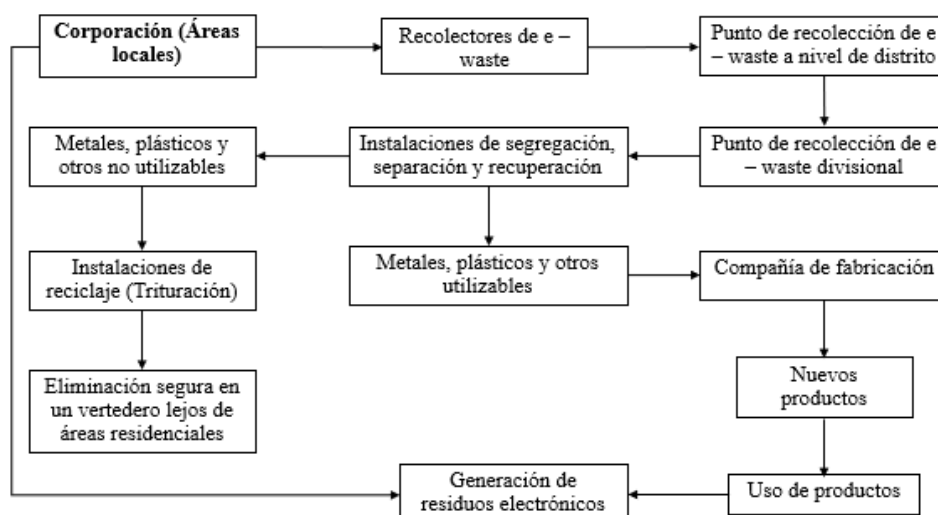 Corporación (Áreas
locales)
Recolectores de e –
waste
Punto de recolección de e
– waste a nivel de distrito
Metales, plásticos y
otros no utilizables
Instalaciones de segregación,
separación y recuperación
Punto de recolección de e
– waste divisional
Instalaciones de
reciclaje (Trituración)
Metales, plásticos y otros
utilizables
Compañía de fabricación
Eliminación segura en
un vertedero lejos de
áreas residenciales
Nuevos
productos
Generación de
residuos electrónicos
Uso de productos